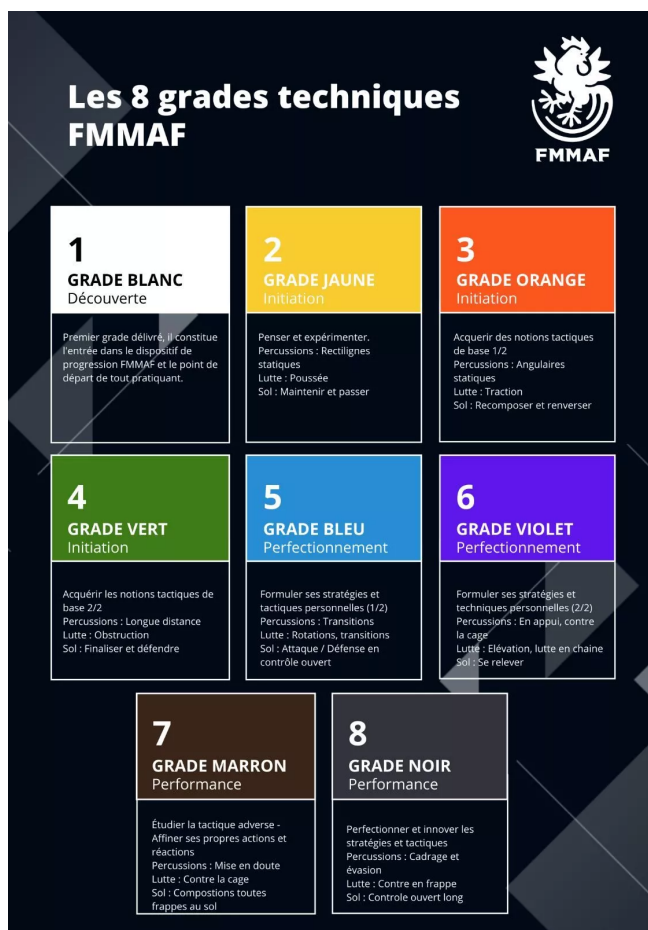 Les 8 grades techniques
FMMAF
FMMAF
1
GRADE BLANC
Découverte
Premier grade délivré, il constitue
l'entrée dans le dispositif de
progression FMMAF et le point de
départ de tout pratiquant.
2
GRADE JAUNE
Initiation
Penser et expérimenter.
Percussions : Rectilignes
statiques
Lutte : Poussée
Sol : Maintenir et passer
3
GRADE ORANGE
Initiation
Acquerir des notions tactiques
de base 1/2
Percussions : Angulaires
statiques
Lutte : Traction
Sol : Recomposer et renverser
4
GRADE VERT
Initiation
Acquérir les notions tactiques de
base 2/2
Percussions : Longue distance
Lutte : Obstruction
Sol : Finaliser et défendre
5
GRADE BLEU
Perfectionnement
Formuler ses stratégies et
tactiques personnelles (1/2)
Percussions : Transitions
Lutte : Rotations, transitions
Sol : Attaque / Défense en
contrôle ouvert
6
GRADE VIOLET
Perfectionnement
Formuler ses stratégies et
techniques personnelles (2/2)
Percussions : En appui, contre
la cage
Lutte : Elévation, lutte en chaine
Sol : Se relever
7
GRADE MARRON
Performance
Étudier la tactique adverse -
Affiner ses propres actions et
réactions
Percussions : Mise en doute
Lutte : Contre la cage
Sol : Compostions toutes
frappes au sol
8
GRADE NOIR
Performance
Perfectionner et innover les
stratégies et tactiques
Percussions : Cadrage et
évasion
Lutte : Contre en frappe
Sol : Controle ouvert long